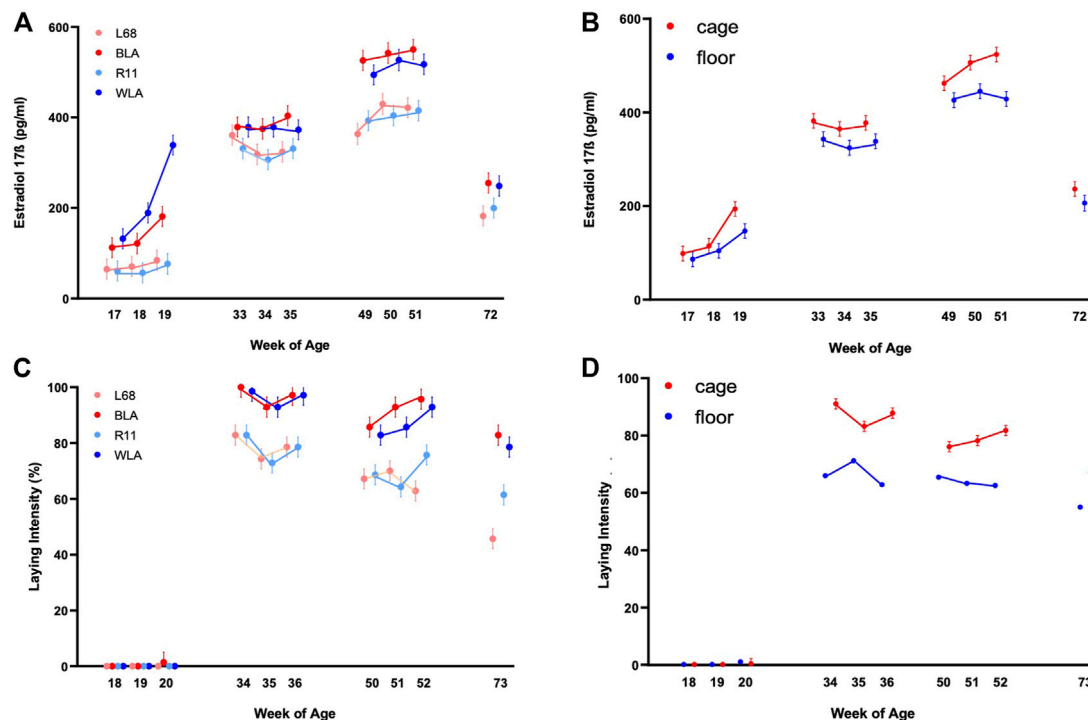 A
600
400
200
0
Estradiol 17ß (pg/ml)
L68
BLA
R11
WLA
17 18 19 33 34 35 49 50 51 72
Week of Age
B
600
400
200
0
Estradiol 17ß (pg/ml)
cage
floor
17 18 19 33 34 35 49 50 51 72
Week of Age
C
100
80
60
40
20
0
Laying Intensity (%)
L68
BLA
R11
WLA
18 19 20 34 35 36 50 51 52 73
Week of Age
D
100
80
60
40
20
0
Laying Intensity
cage
floor
18 19 20 34 35 36 50 51 52 73
Week of Age